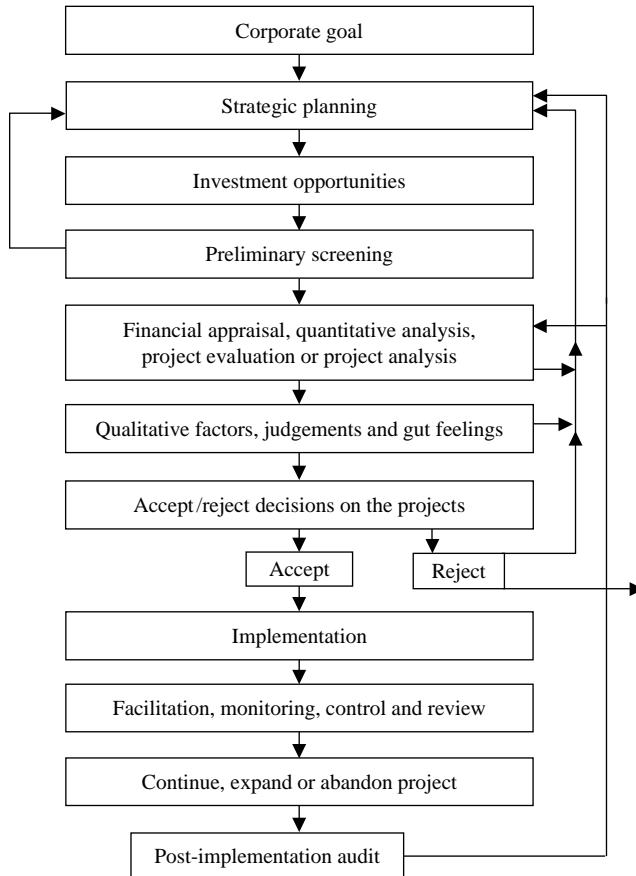 Corporate goal
Strategic planning
Investment opportunities
Preliminary screening
Financial appraisal, quantitative analysis,
project evaluation or project analysis
Qualitative factors, judgements and gut feelings
Accept/reject decisions on the projects
Accept
Reject
Implementation
Facilitation, monitoring, control and review
Continue, expand or abandon project
Post-implementation audit